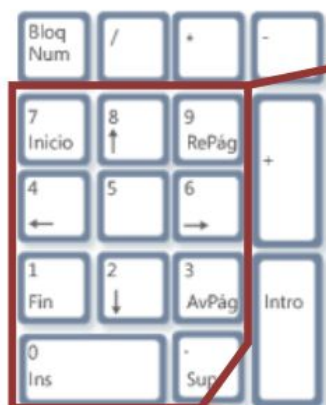 Bloq
Num
/
*
-
7
Inicio
8
↑
9
RePág
+
4
←
5
6
→
1
Fin
2
↓
3
AvPág
Intro
0
Ins
.
Sup